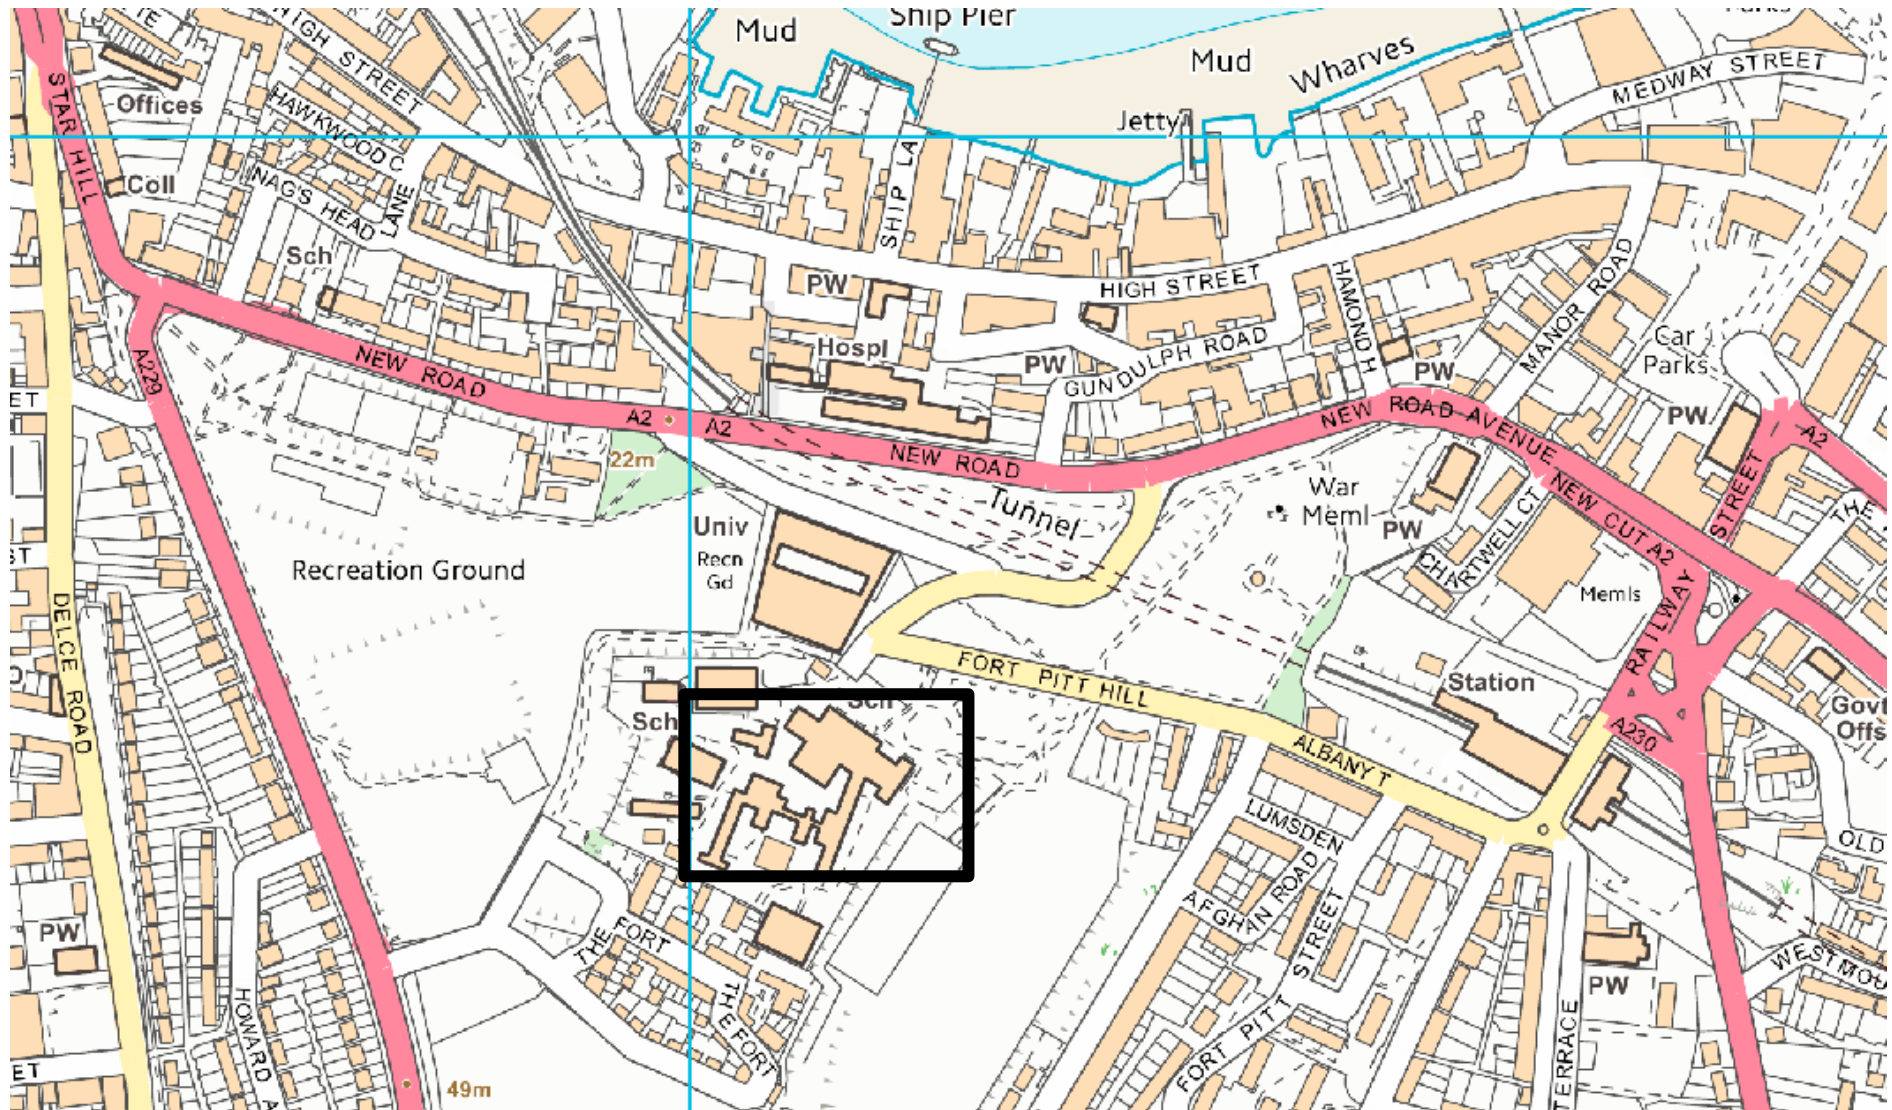 Ship Pier
Mud
Mud
Wharves
MEDWAY STREET
HIGH STREET
Offices
STAR HILL
HAWKWOOD C
Jetty
Coll
NAG'S HEAD
LANE
SHIP LA
Sch
PW
HIGH STREET
HAMOND H
MANOR ROAD
Car
Parks
Hospl
PW
GUNDULPH ROAD
PW
A229
NEW ROAD
A2
A2
NEW ROAD
NEW ROAD AVENUE
PW
A2
22m
Tunnel
War
Meml
PW
NEW CUT A2
STREET
THE
Univ
Recn
Gd
Recreation Ground
CHARTWELL CT
Memls
RAILWAY
DELCE ROAD
FORT PITT HILL
Station
Govt
Offs
Sch
Sch
A230
ALBANY T
LUMSDEN
AFGHAN ROAD
OLD
STREET
PW
THE FORT
THE FORT
PW
WESTMOU
HOWARD
FORT PITT
TERRACE
ET
ET
49m